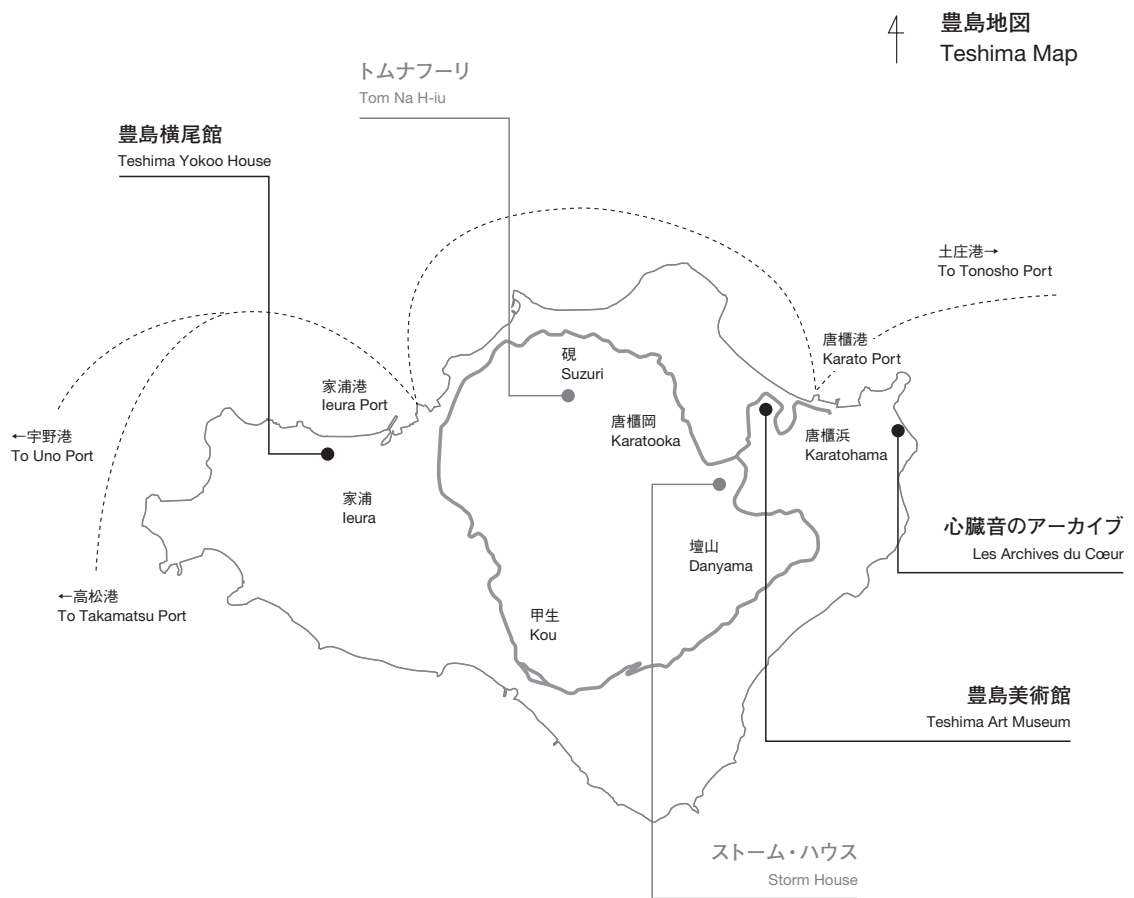 豊島地図
Teshima Map
トムナフーリ
Tom Na H-iu
豊島横尾館
Teshima Yokoo House
土庄港→
To Tonosho Port
唐櫃港
Karato Port
硯
Suzuri
家浦港
Ieura Port
唐櫃岡
Karatooka
唐櫃浜
Karatohama
←宇野港
To Uno Port
家浦
Ieura
心臓音のアーカイブ
Les Archives du Cœur
壇山
Danyama
←高松港
To Takamatsu Port
甲生
Kou
豊島美術館
Teshima Art Museum
ストーム・ハウス
Storm House